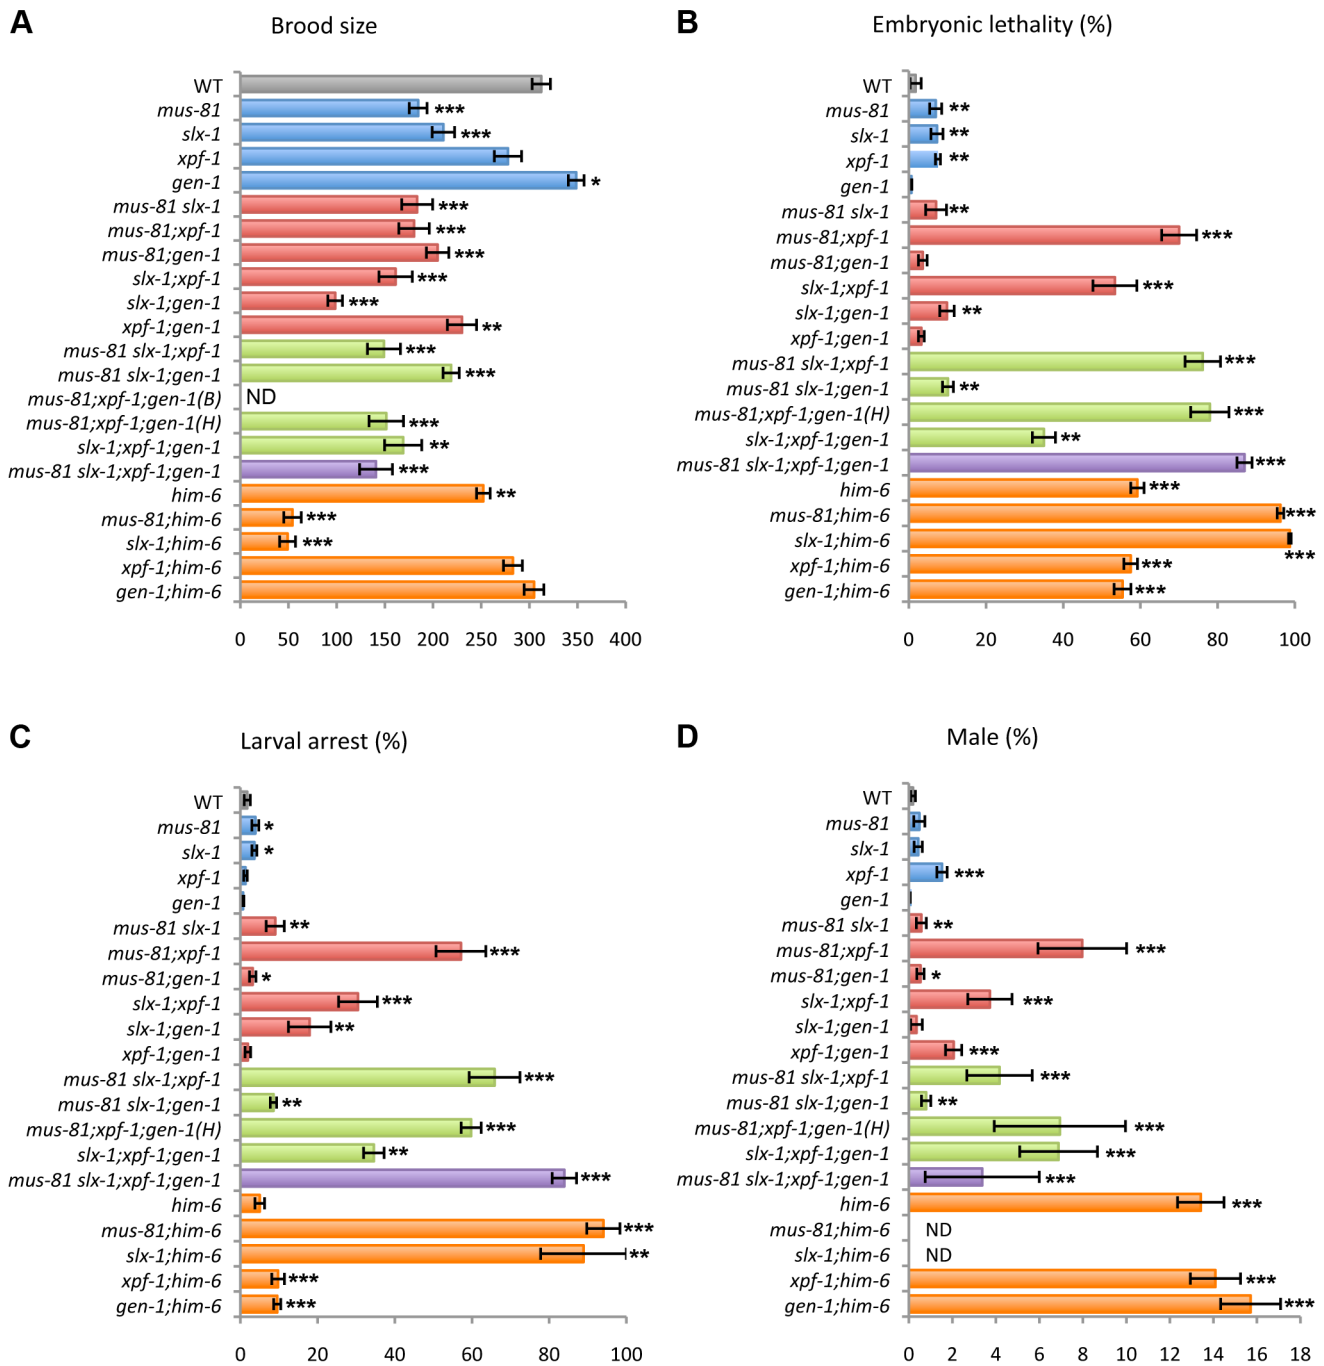 A
Brood size
WT
mus-81
***
slx-1
***
xpf-1
gen-1
*
mus-81 slx-1
***
mus-81;xpf-1
***
mus-81;gen-1
***
slx-1;xpf-1
***
slx-1;gen-1
***
xpf-1;gen-1
**
mus-81 slx-1;xpf-1
***
mus-81 slx-1;gen-1
***
mus-81;xpf-1;gen-1(B)
ND
mus-81;xpf-1;gen-1(H)
***
slx-1;xpf-1;gen-1
**
mus-81 slx-1;xpf-1;gen-1
***
him-6
**
mus-81;him-6
***
slx-1;him-6
***
xpf-1;him-6
gen-1;him-6
0 50 100 150 200 250 300 350 400
B
Embryonic lethality (%)
WT
mus-81
**
slx-1
**
xpf-1
**
gen-1
mus-81 slx-1
**
mus-81;xpf-1
***
mus-81;gen-1
slx-1;xpf-1
***
slx-1;gen-1
**
xpf-1;gen-1
mus-81 slx-1;xpf-1
***
mus-81 slx-1;gen-1
**
mus-81;xpf-1;gen-1(H)
***
slx-1;xpf-1;gen-1
**
mus-81 slx-1;xpf-1;gen-1
***
him-6
***
mus-81;him-6
***
slx-1;him-6
***
xpf-1;him-6
***
gen-1;him-6
***
0 20 40 60 80 100
C
Larval arrest (%)
WT
mus-81
*
slx-1
*
xpf-1
gen-1
mus-81 slx-1
**
mus-81;xpf-1
***
mus-81;gen-1
*
slx-1;xpf-1
***
slx-1;gen-1
**
xpf-1;gen-1
mus-81 slx-1;xpf-1
***
mus-81 slx-1;gen-1
**
mus-81;xpf-1;gen-1(H)
***
slx-1;xpf-1;gen-1
**
mus-81 slx-1;xpf-1;gen-1
***
him-6
mus-81;him-6
***
slx-1;him-6
**
xpf-1;him-6
***
gen-1;him-6
***
0 20 40 60 80 100
D
Male (%)
WT
mus-81
slx-1
xpf-1
***
gen-1
mus-81 slx-1
**
mus-81;xpf-1
***
mus-81;gen-1
*
slx-1;xpf-1
***
slx-1;gen-1
xpf-1;gen-1
***
mus-81 slx-1;xpf-1
***
mus-81 slx-1;gen-1
**
mus-81;xpf-1;gen-1(H)
***
slx-1;xpf-1;gen-1
***
mus-81 slx-1;xpf-1;gen-1
***
him-6
***
mus-81;him-6
ND
slx-1;him-6
ND
xpf-1;him-6
***
gen-1;him-6
***
0 2 4 6 8 10 12 14 16 18